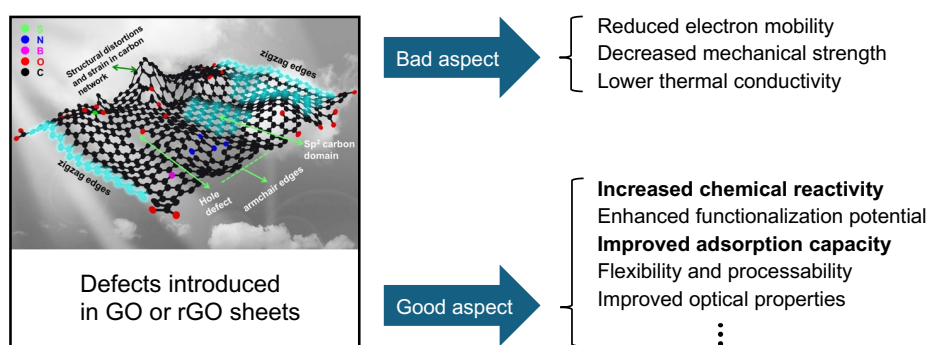 S
N
B
O
C
Structural distortions
and strain in carbon
network
zigzag edges
Sp² carbon
domain
zigzag edges
Hole
defect
armchair edges
Defects introduced
in GO or rGO sheets
Bad aspect
Reduced electron mobility
Decreased mechanical strength
Lower thermal conductivity
Good aspect
Increased chemical reactivity
Enhanced functionalization potential
Improved adsorption capacity
Flexibility and processability
Improved optical properties